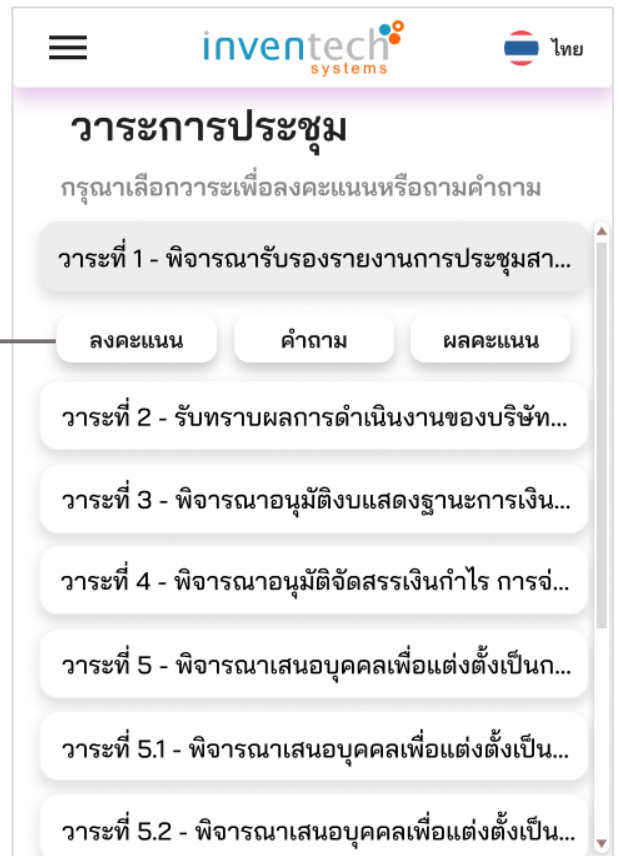 inventech
systems
ไทย
วาระการประชุม
กรุณาเลือกวาระเพื่อลงคะแนนหรือถามคำถาม
วาระที่ 1 - พิจารณารับรองรายงานการประชุมสา...
ลงคะแนน คำถาม ผลคะแนน
วาระที่ 2 - รับทราบผลการดำเนินงานของบริษัท...
วาระที่ 3 - พิจารณาอนุมัติงบแสดงฐานะการเงิน...
วาระที่ 4 - พิจารณาอนุมัติจัดสรรเงินกำไร การจ่...
วาระที่ 5 - พิจารณาเสนอบุคคลเพื่อแต่งตั้งเป็นก...
วาระที่ 5.1 - พิจารณาเสนอบุคคลเพื่อแต่งตั้งเป็น...
วาระที่ 5.2 - พิจารณาเสนอบุคคลเพื่อแต่งตั้งเป็น...